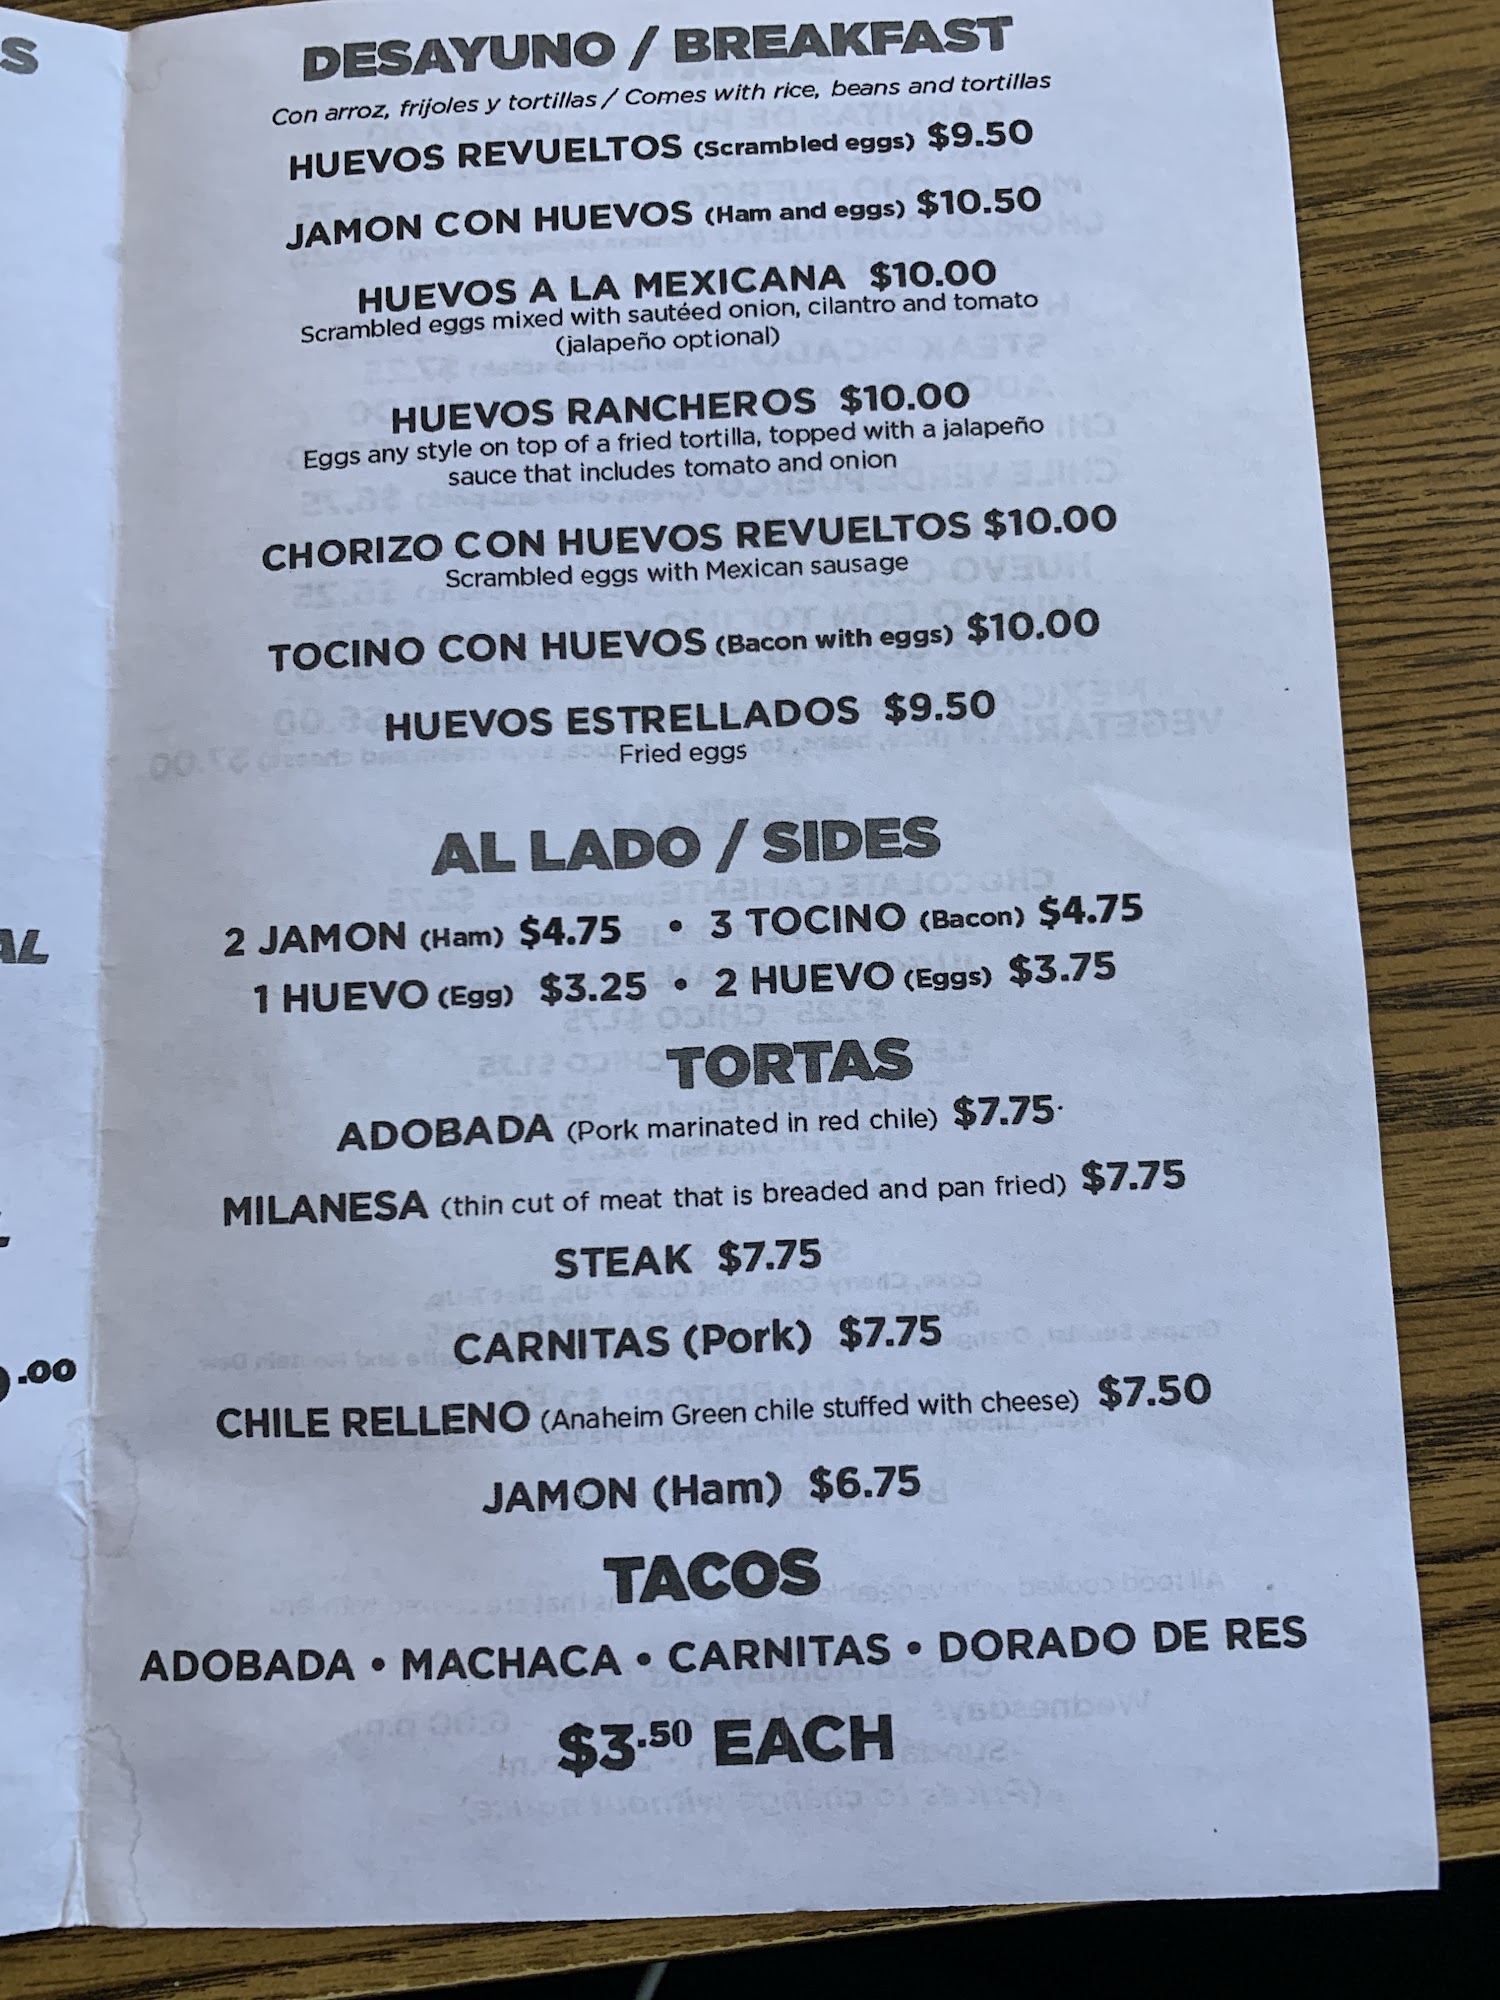 S
AL
.00
DESAYUNO / BREAKFAST
Con arroz, frijoles y tortillas / Comes with rice, beans and tortillas
HUEVOS REVUELTOS (Scrambled eggs) $9.50
JAMON CON HUEVOS (Ham and eggs) $10.50
HUEVOS A LA MEXICANA $10.00
Scrambled eggs mixed with sautéed onion, cilantro and tomato
(jalapeño optional)
HUEVOS RANCHEROS $10.00
Eggs any style on top of a fried tortilla, topped with a jalapeño
sauce that includes tomato and onion
CHORIZO CON HUEVOS REVUELTOS $10.00
Scrambled eggs with Mexican sausage
TOCINO CON HUEVOS (Bacon with eggs) $10.00
HUEVOS ESTRELLADOS $9.50
Fried eggs
AL LADO / SIDES
2 JAMON (Ham) $4.75 • 3 TOCINO (Bacon) $4.75
1 HUEVO (Egg) $3.25 • 2 HUEVO (Eggs) $3.75
TORTAS
ADOBADA (Pork marinated in red chile) $7.75
MILANESA (thin cut of meat that is breaded and pan fried) $7.75
STEAK $7.75
CARNITAS (Pork) $7.75
CHILE RELLENO (Anaheim Green chile stuffed with cheese) $7.50
JAMON (Ham) $6.75
TACOS
ADOBADA • MACHACA • CARNITAS • DORADO DE RES
$3.50 EACH